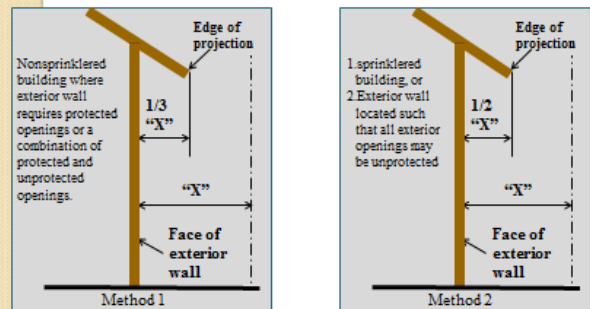 Edge of
projection
Nonsprinklered
building where
exterior wall
requires protected
openings or a
combination of
protected and
unprotected
openings.
1/3
“X”
“X”
Face of
exterior
wall
Method 1
Edge of
projection
1.sprinklered
building, or
2.Exterior wall
located such
that all exterior
openings may
be unprotected
1/2
“X”
“X”
Face of
exterior
wall
Method 2